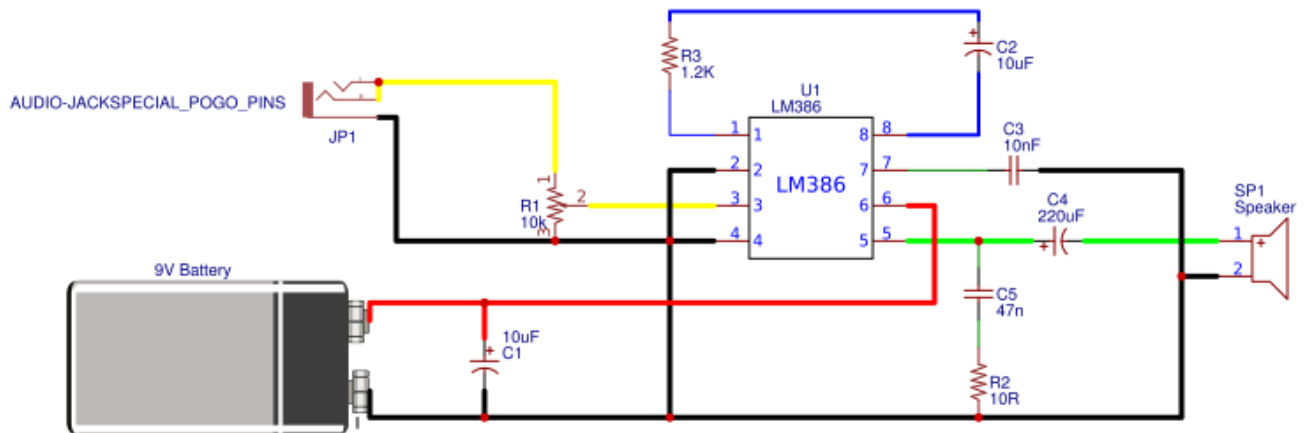 R3
1.2K
C2
10uF
AUDIO-JACKSPECIAL_POGO_PINS
JP1
U1
LM386
LM386
1 1
2 2
3 3
4 4
8 8
7 7
6 6
5 5
C3
10nF
R1
10k
1
2
3
C4
220uF
SP1
Speaker
1
2
9V Battery
10uF
C1
C5
47n
R2
10R